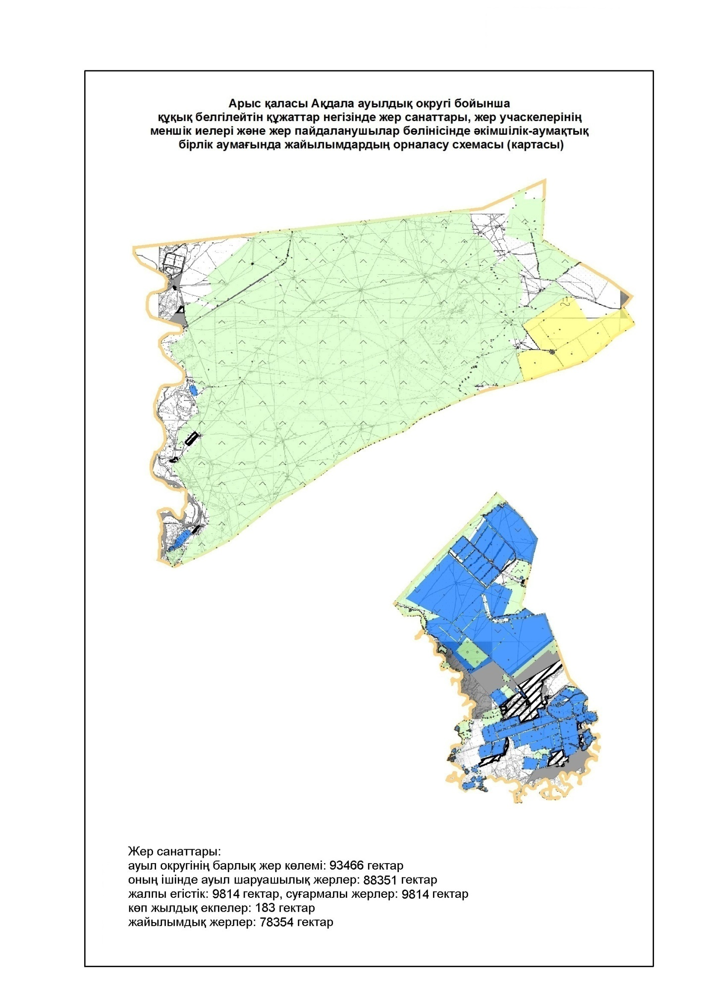 Арыс қаласы Ақдала ауылдық округі бойынша
құқық белгілейтін құжаттар негізінде жер санаттары, жер учаскелерінің
меншік иелері және жер пайдаланушылар бөлінісінде әкімшілік-аумақтық
бірлік аумағында жайылымдардың орналасу схемасы (картасы)
Жер санаттары:
ауыл округінің барлық жер көлемі: 93466 гектар
оның ішінде ауыл шаруашылық жерлер: 88351 гектар
жалпы егістік: 9814 гектар, суғармалы жерлер: 9814 гектар
көп жылдық екпелер: 183 гектар
жайылымдық жерлер: 78354 гектар